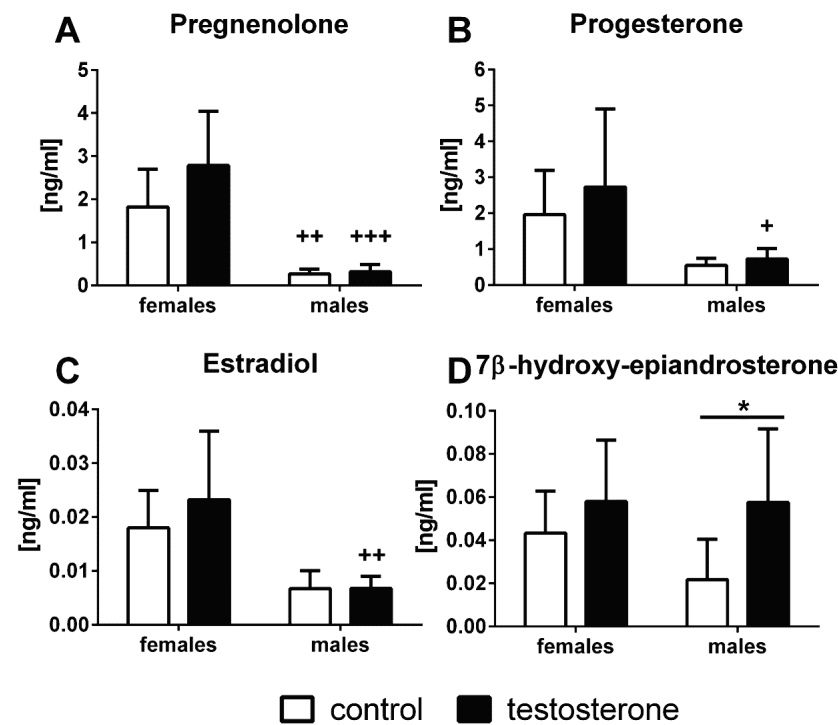 A Pregnenolone
[ng/ml]
5
4
3
2
1
0
++ +++
females males
B Progesterone
[ng/ml]
6
5
4
3
2
1
0
+
females males
C Estradiol
[ng/ml]
0.04
0.03
0.02
0.01
0.00
++
females males
D 7β-hydroxy-epiandrosterone
[ng/ml]
0.10
0.08
0.06
0.04
0.02
0.00
*
females males
control testosterone